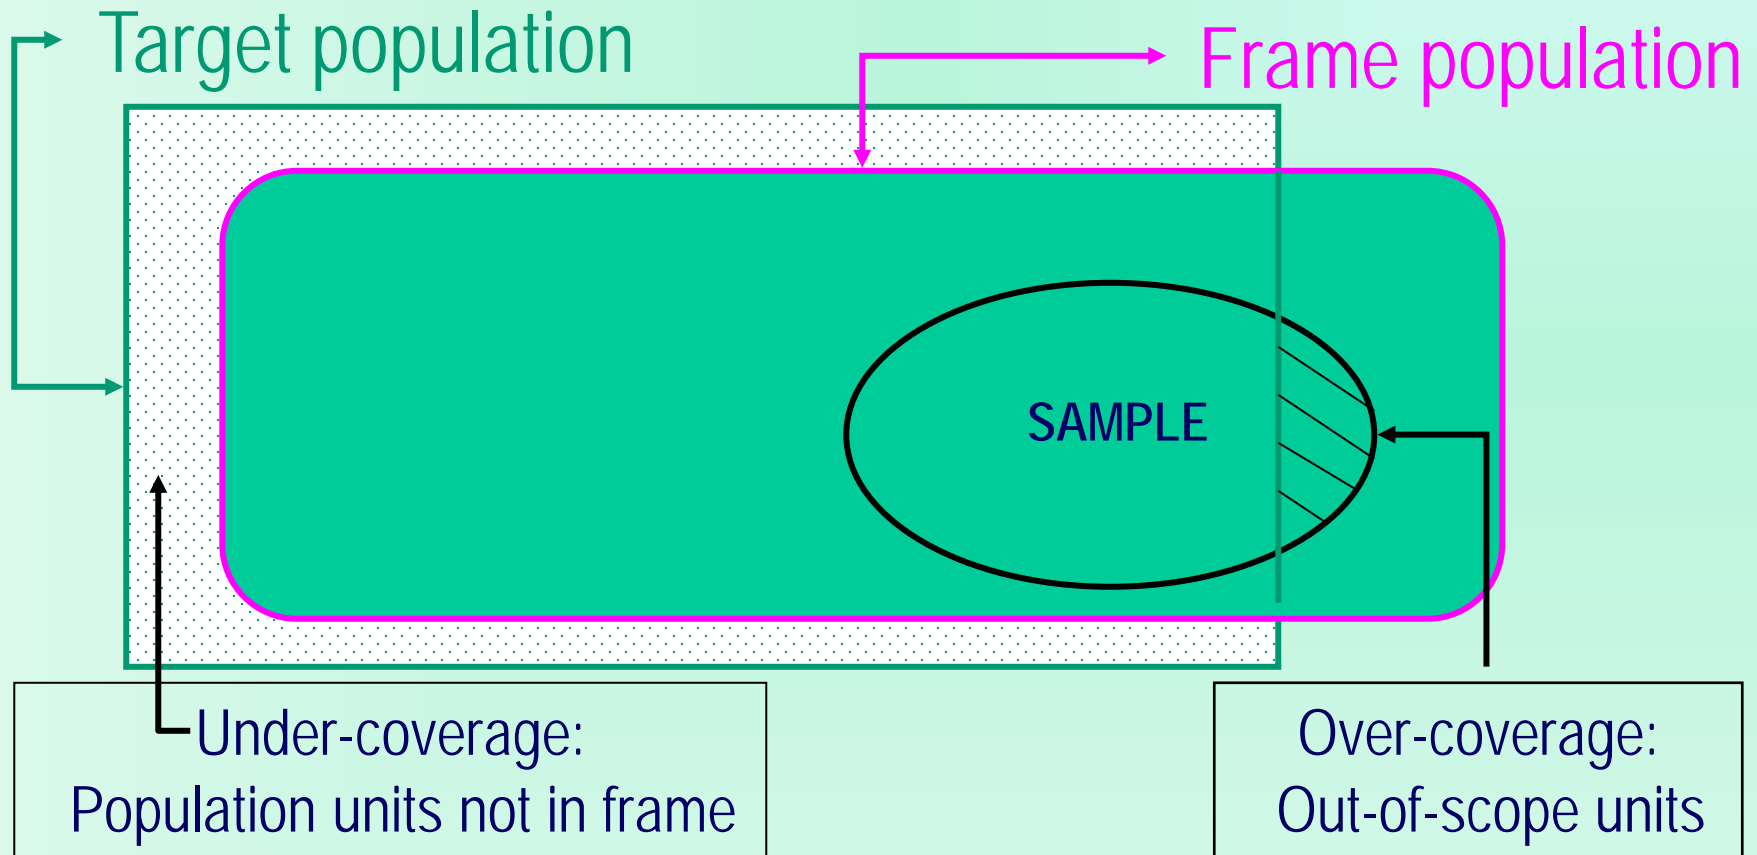 Target population
Frame population
SAMPLE
Under-coverage:
Population units not in frame
Over-coverage:
Out-of-scope units